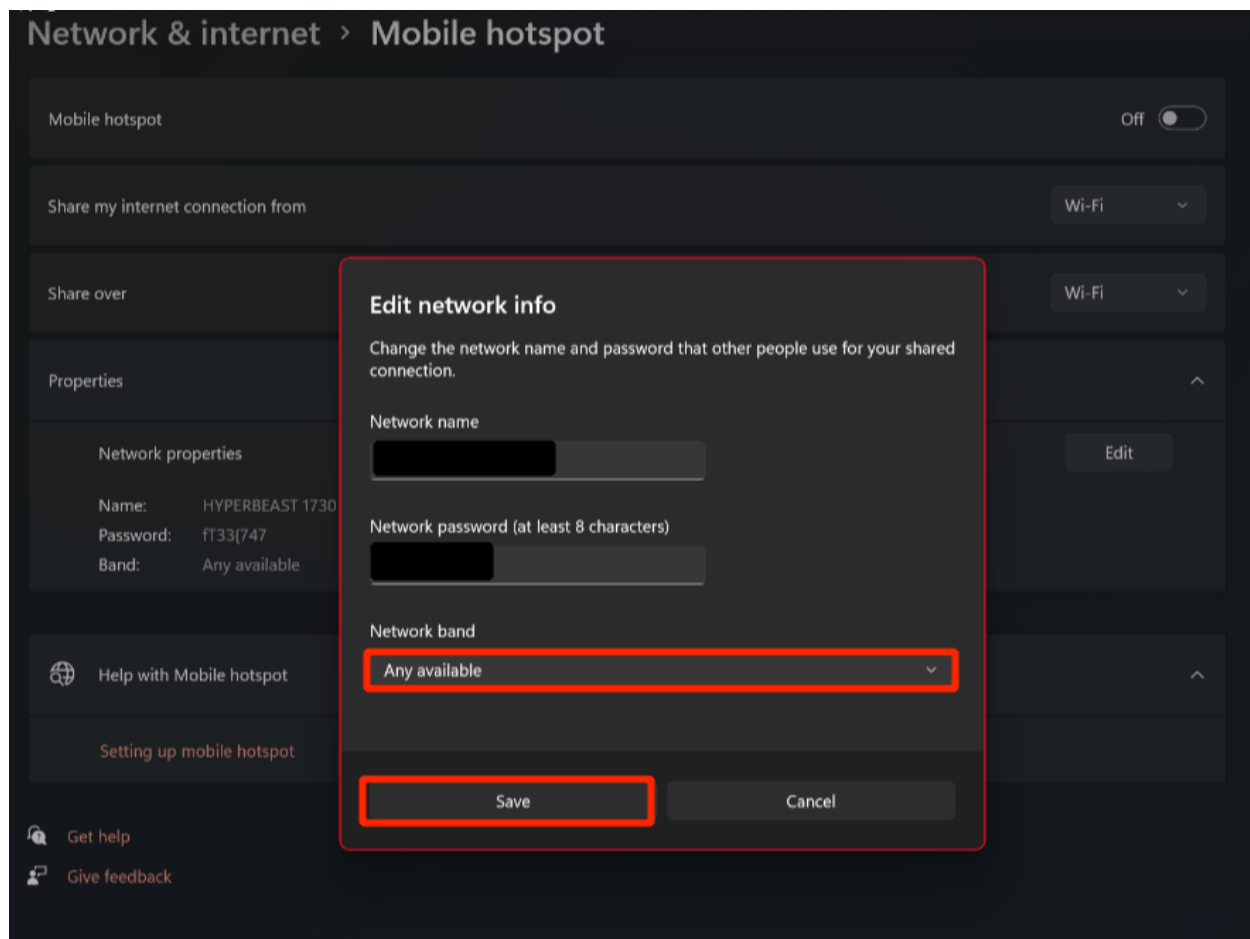 Network & internet > Mobile hotspot
Mobile hotspot
Off
Share my internet connection from
Wi-Fi
Share over
Wi-Fi
Properties
Network properties
Edit
Name: HYPERBEAST 1730
Password: fT33{747
Band: Any available
Help with Mobile hotspot
Setting up mobile hotspot
Get help
Give feedback
Edit network info
Change the network name and password that other people use for your shared
connection.
Network name
Network password (at least 8 characters)
Network band
Any available
Save
Cancel